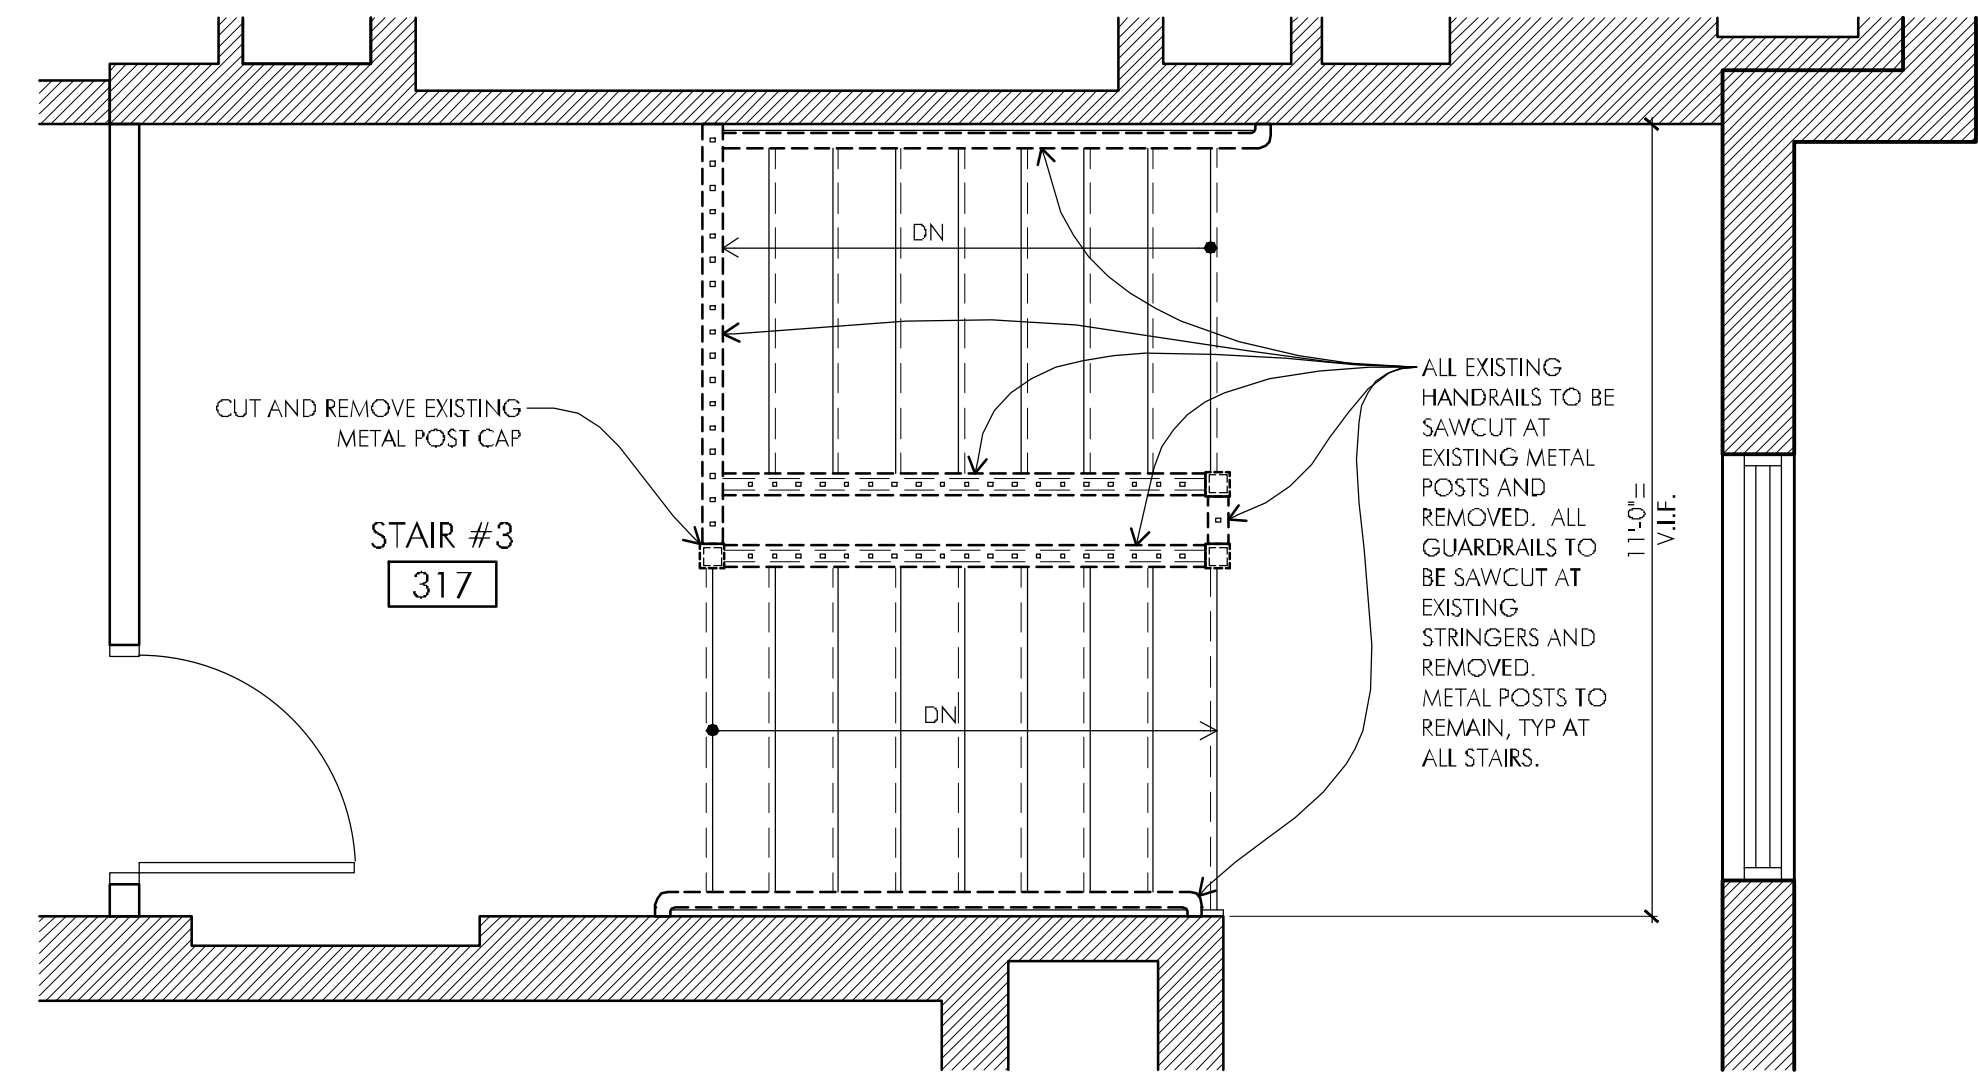 DN
CUT AND REMOVE EXISTING
METAL POST CAP
STAIR #3
317
ALL EXISTING
HANDRAILS TO BE
SAWCUT AT
EXISTING METAL
POSTS AND
REMOVED. ALL
GUARDRAILS TO
BE SAWCUT AT
EXISTING
STRINGERS AND
REMOVED.
METAL POSTS TO
REMAIN, TYP AT
ALL STAIRS.
11'-0"=
V.I.F.
DN